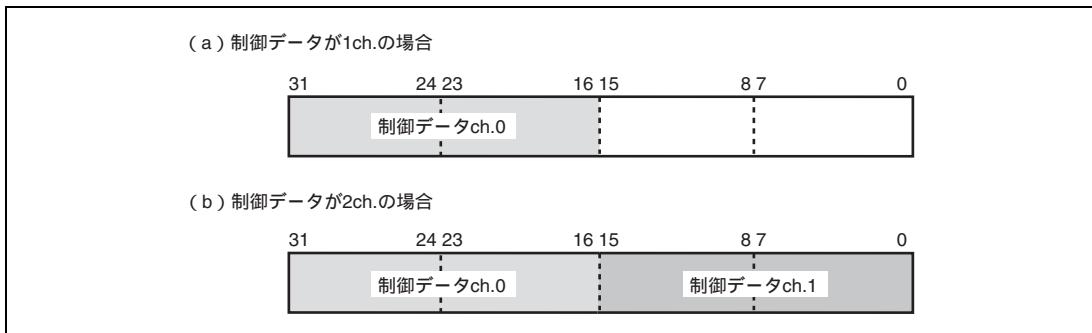 (a)制御データが1ch.の場合
31 24 23 16 15 8 7 0
制御データch.0
(b)制御データが2ch.の場合
31 24 23 16 15 8 7 0
制御データch.0 制御データch.1